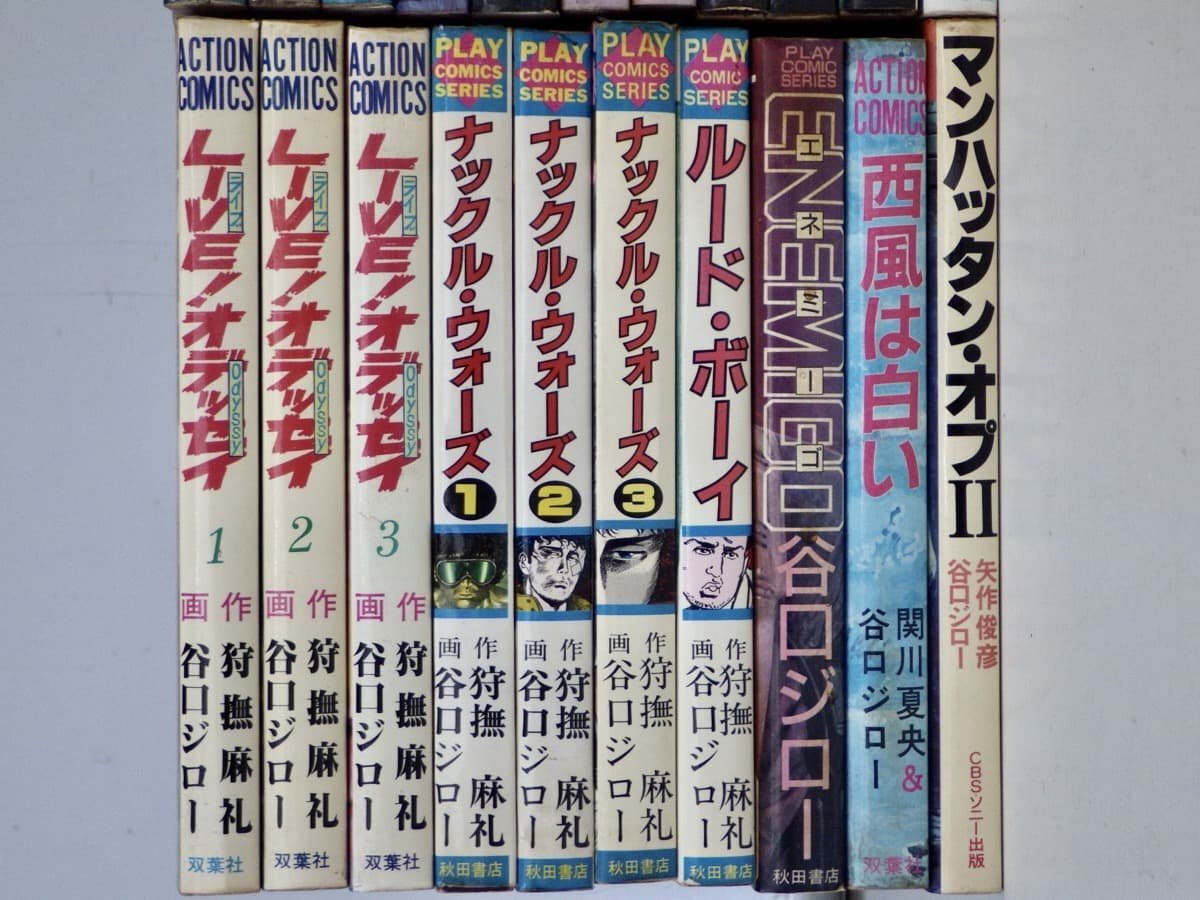 ACTION
COMICS
LIVE!オデッセイ
ライブ
Odyssy
1
作 狩撫麻礼
画 谷口ジロー
双葉社
ACTION
COMICS
LIVE!オデッセイ
ライブ
Odyssy
2
作 狩撫麻礼
画 谷口ジロー
双葉社
ACTION
COMICS
LIVE!オデッセイ
ライブ
Odyssy
3
作 狩撫麻礼
画 谷口ジロー
双葉社
PLAY
COMICS
SERIES
ナックル・ウォーズ
1
作 狩撫麻礼
画 谷口ジロー
秋田書店
PLAY
COMICS
SERIES
ナックル・ウォーズ
2
作 狩撫麻礼
画 谷口ジロー
秋田書店
PLAY
COMICS
SERIES
ナックル・ウォーズ
3
作 狩撫麻礼
画 谷口ジロー
秋田書店
PLAY
COMIC
SERIES
ルード・ボーイ
作 狩撫麻礼
画 谷口ジロー
秋田書店
PLAY
COMIC
SERIES
ENEMIGO
エネミーゴ
谷口ジロー
秋田書店
ACTION
COMICS
西風は白い
関川夏央&
谷口ジロー
双葉社
マンハッタン・オプII
矢作俊彦
谷口ジロー
CBS・ソニー出版